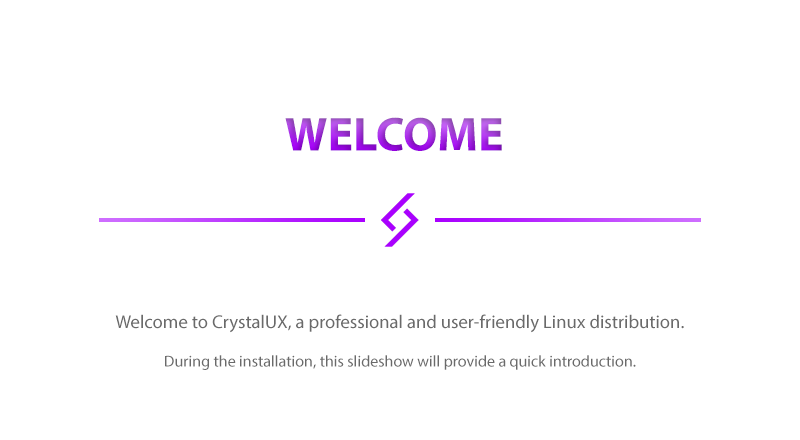 WELCOME
Welcome to CrystalUX, a professional and user-friendly Linux distribution.
During the installation, this slideshow will provide a quick introduction.